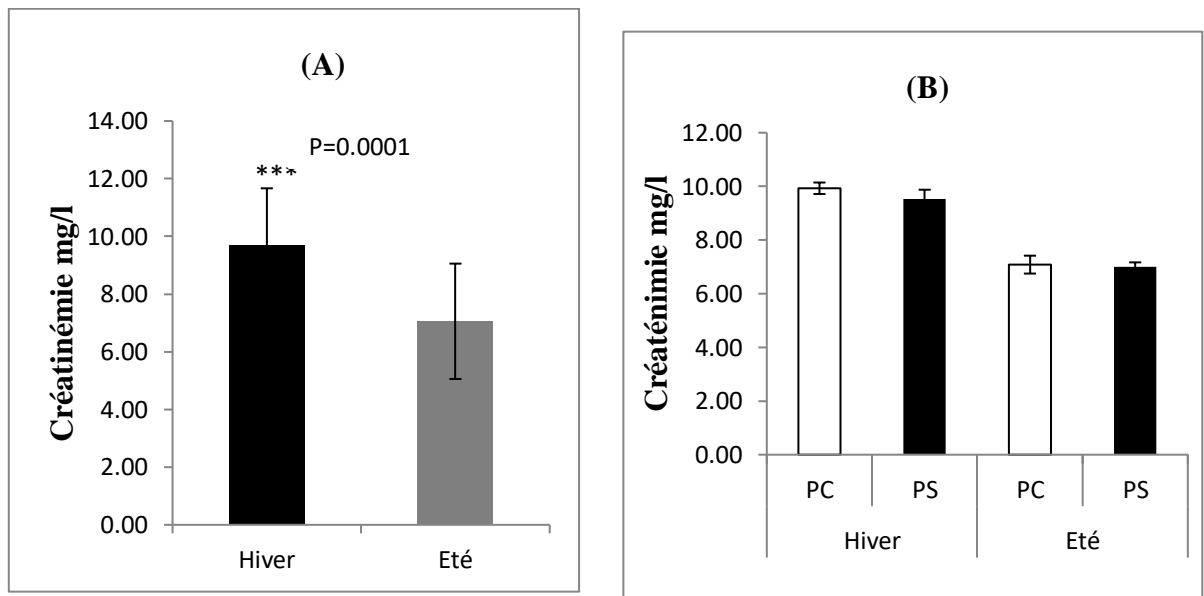 (A)
Créatinémie mg/l
14.00
12.00
10.00
8.00
6.00
4.00
2.00
0.00
P=0.0001
***
Hiver Eté
(B)
Créaténimie mg/l
12.00
10.00
8.00
6.00
4.00
2.00
0.00
PC PS PC PS
Hiver Eté